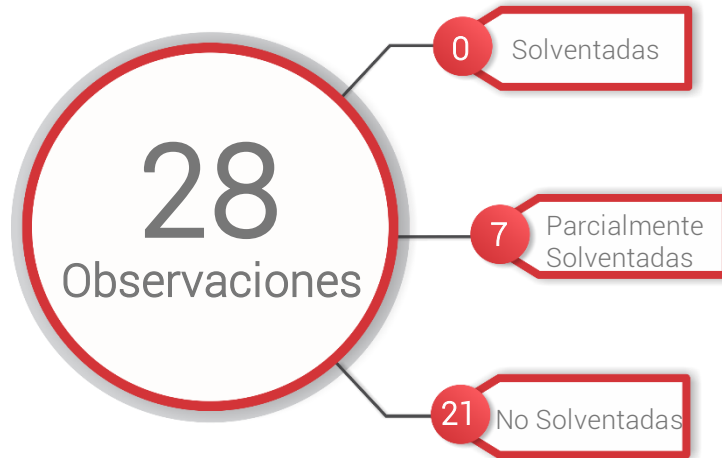 28
Observaciones
0
Solventadas
7
Parcialmente
Solventadas
21
No Solventadas